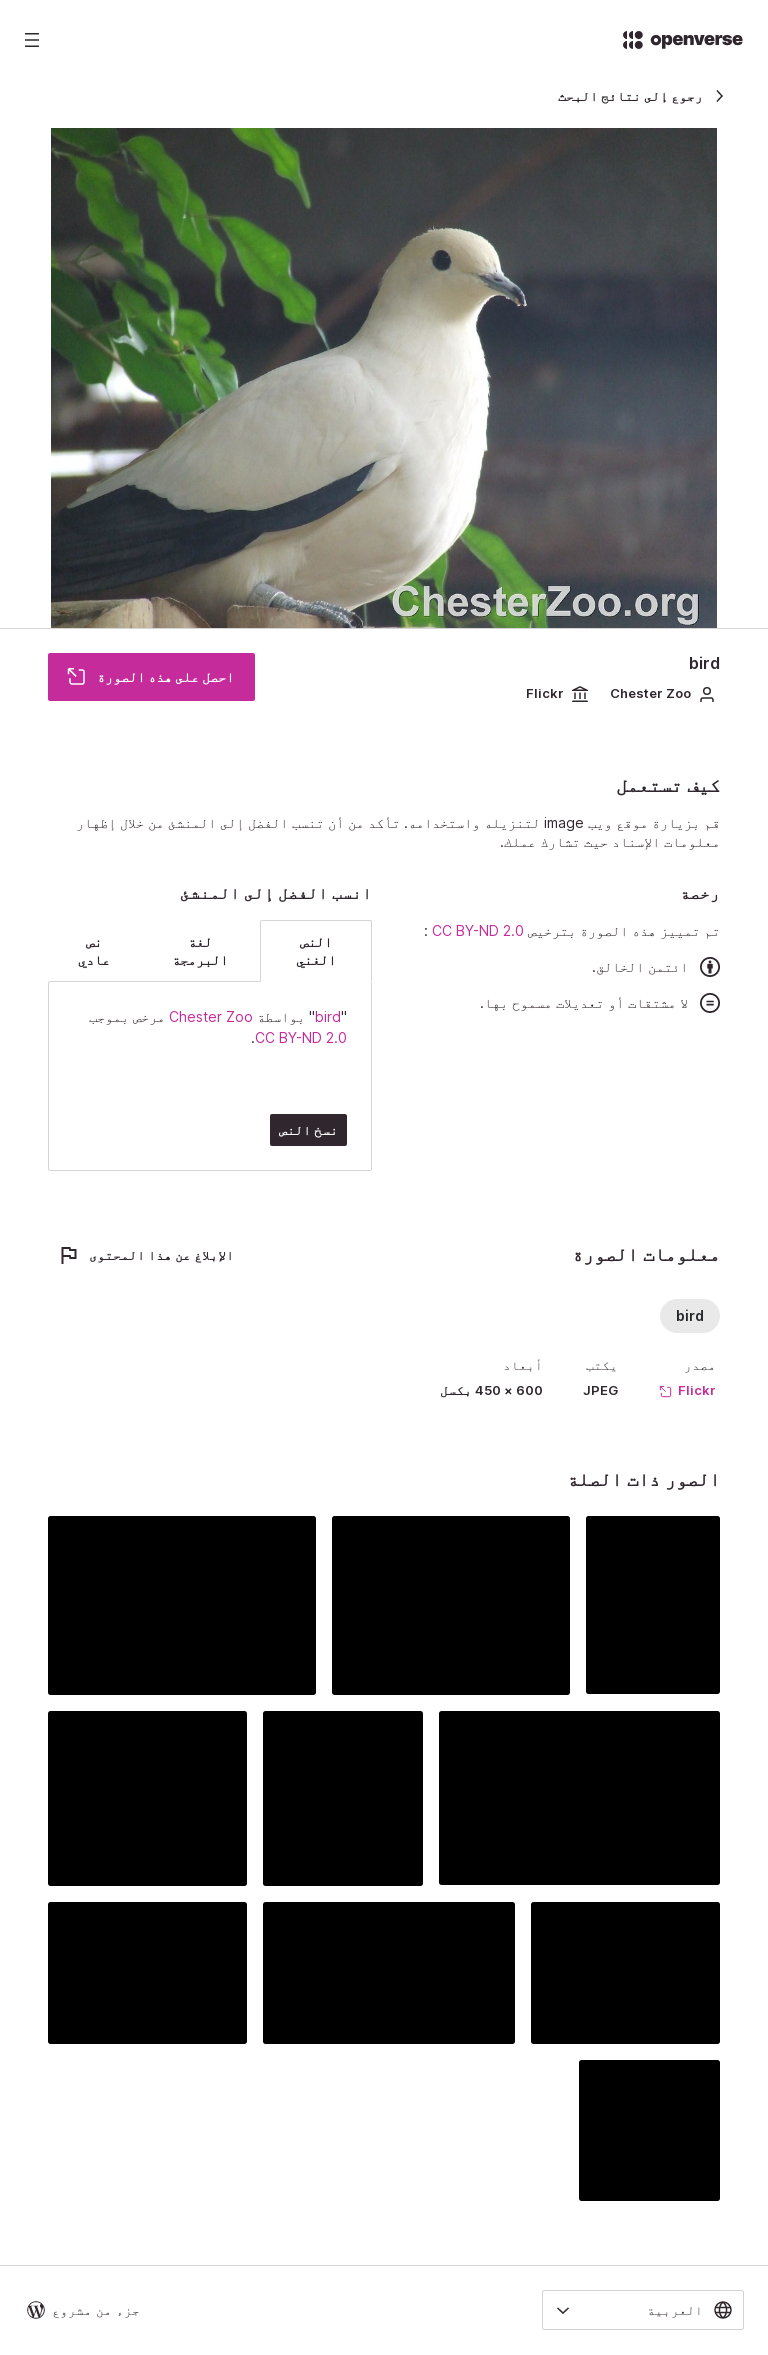 openverse
رجوع إلى نتائج البحث
ChesterZoo.org
bird
Chester Zoo
Flickr
احصل على هذه الصورة
كيف تستعمل
قم بزيارة موقع ويب image لتنزيله واستخدامه. تأكد من أن تنسب الفضل إلى المنشئ من خلال إظهار
معلومات الإسناد حيث تشارك عملك.
رخصة
تم تمييز هذه الصورة بترخيص CC BY-ND 2.0 :
ائتمن الخالق.
لا مشتقات أو تعديلات مسموح بها.
انسب الفضل إلى المنشئ
النص
الغني
لغة
البرمجة
نص
عادي
"bird" بواسطة Chester Zoo مرخص بموجب
CC BY-ND 2.0.
نسخ النص
معلومات الصورة
الإبلاغ عن هذا المحتوى
bird
مصدر
Flickr
يكتب
JPEG
أبعاد
600 × 450 بكسل
الصور ذات الصلة
العربية
جزء من مشروع